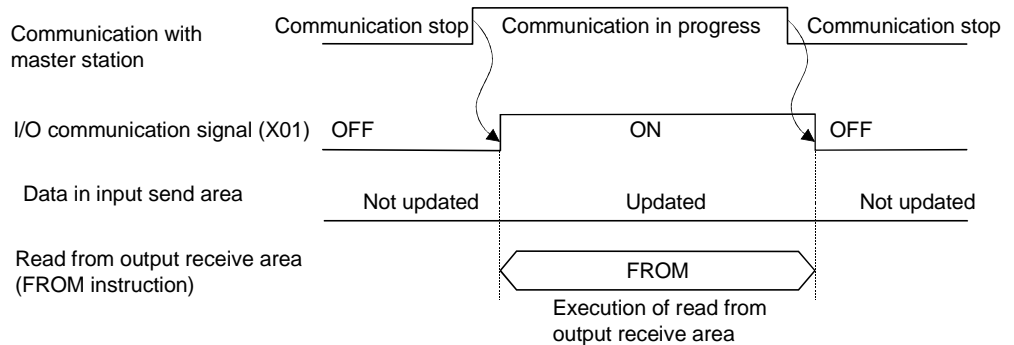 Communication with
master station
Communication stop
Communication in progress
Communication stop
I/O communication signal (X01)
OFF
ON
OFF
Data in input send area
Not updated
Updated
Not updated
Read from output receive area
(FROM instruction)
FROM
Execution of read from
output receive area